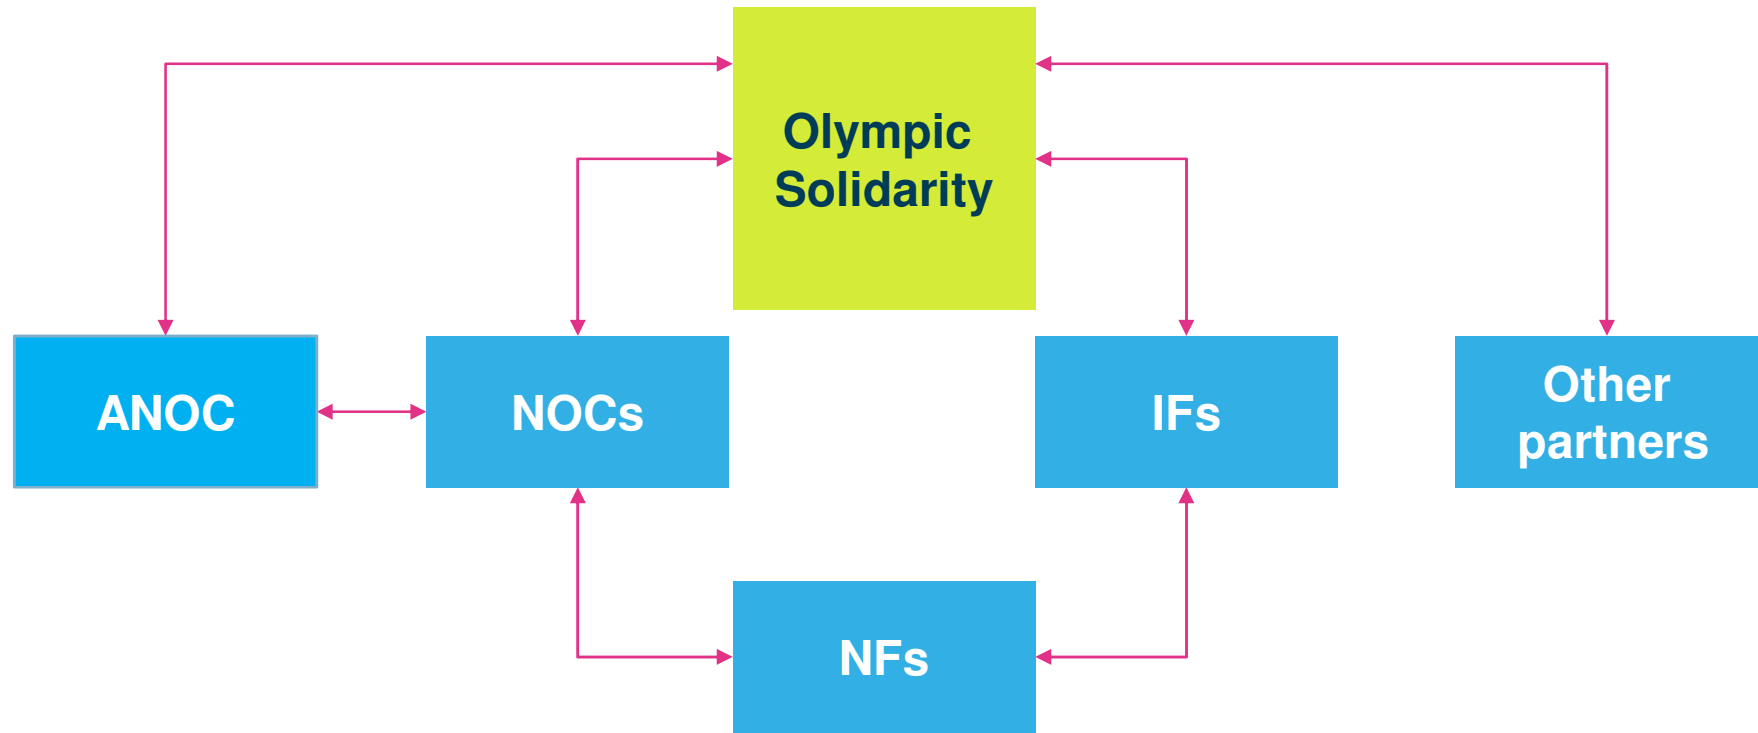 Olympic
Solidarity
ANOC
NOCs
IFs
Other
partners
NFs